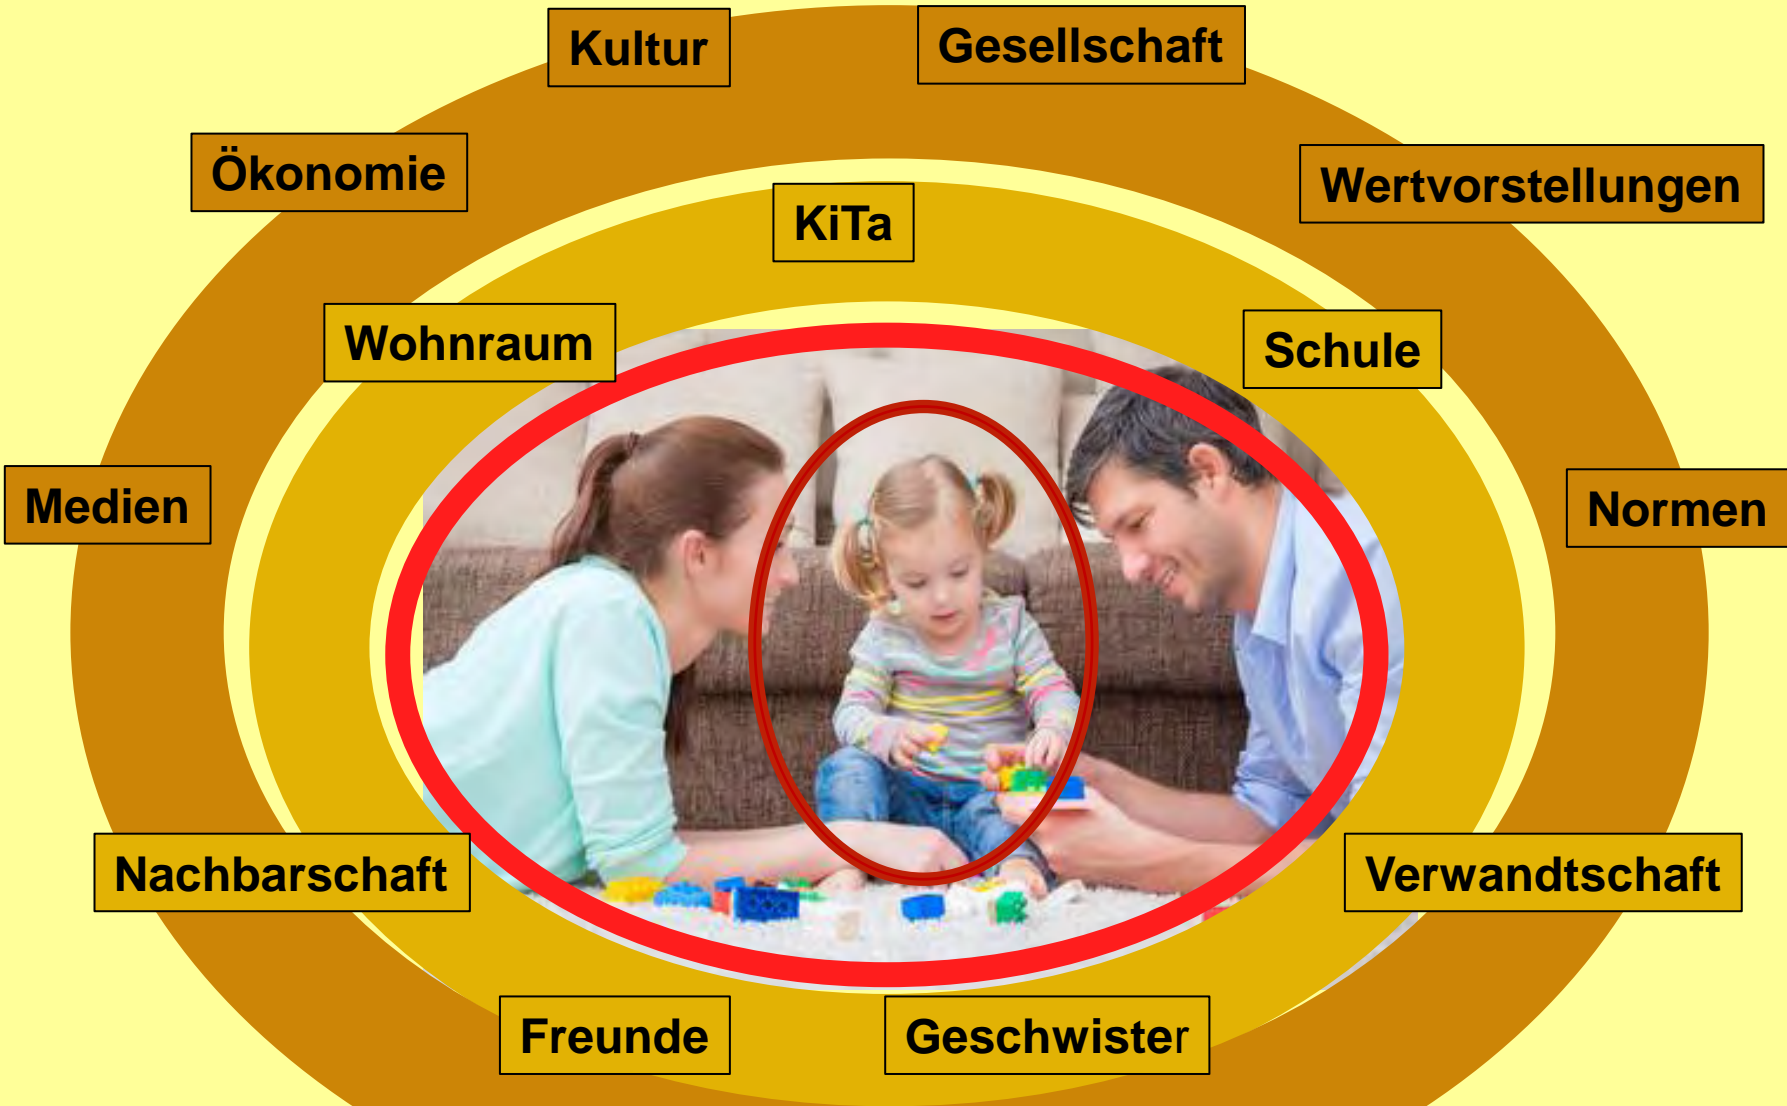 Kultur
Gesellschaft
Ökonomie
Wertvorstellungen
KiTa
Wohnraum
Schule
Medien
Normen
Nachbarschaft
Verwandtschaft
Freunde
Geschwister